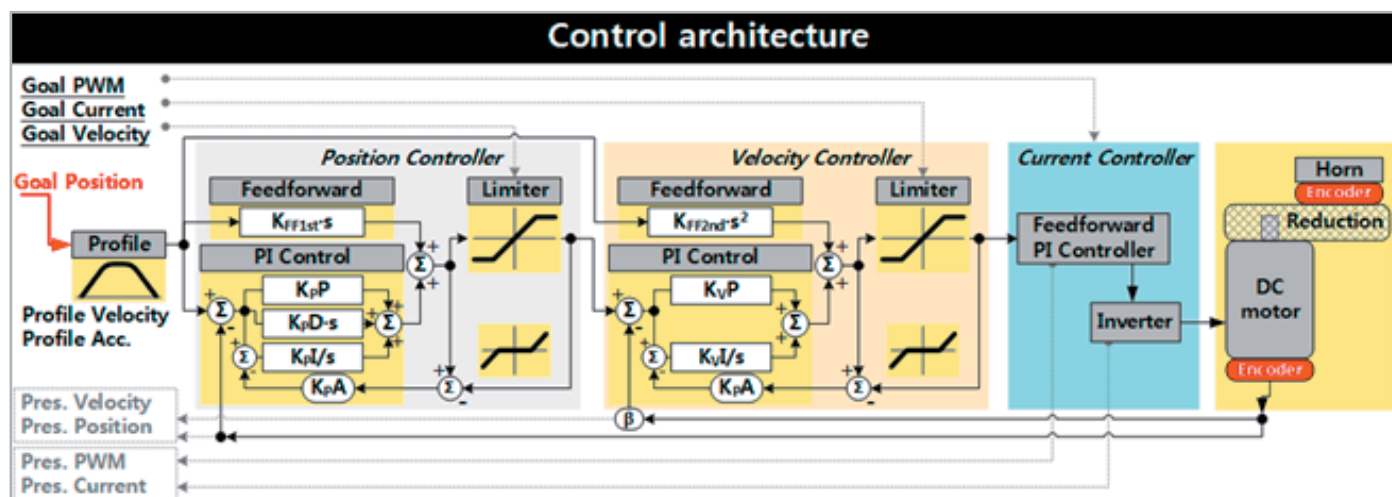 Control architecture
Goal PWM
Goal Current
Goal Velocity
Goal Position
Profile
Profile Velocity
Profile Acc.
Position Controller
Feedforward
KFF1st·s
PI Control
KPP
KPD·s
KPI/s
KPA
Limiter
Σ
Σ
Σ
Σ
Σ
+
-
+
-
+
+
+
+
+
+
-
Velocity Controller
Feedforward
KFF2nd·s²
PI Control
KVP
KVI/s
KPA
Limiter
Σ
Σ
Σ
Σ
Σ
+
-
+
-
+
+
+
+
+
-
β
Current Controller
Feedforward
PI Controller
Inverter
Horn
Encoder
Reduction
DC
motor
Encoder
Pres. Velocity
Pres. Position
Pres. PWM
Pres. Current